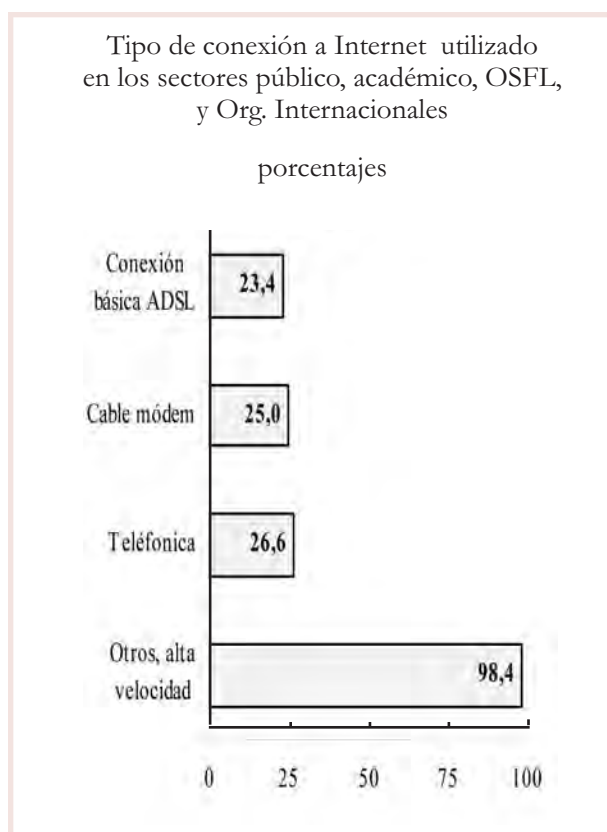 Tipo de conexión a Internet utilizado
en los sectores público, académico, OSFL,
y Org. Internacionales
porcentajes
Conexión
básica ADSL
23,4
Cable módem
25,0
Teléfonica
26,6
Otros, alta
velocidad
98,4
0 25 50 75 100